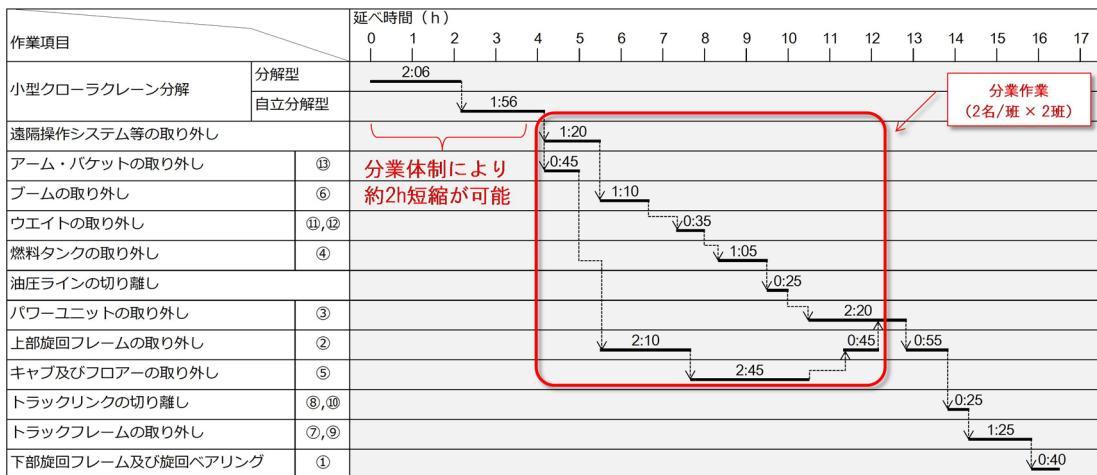 延べ時間（h）
作業項目
0 1 2 3 4 5 6 7 8 9 10 11 12 13 14 15 16 17
小型クローラクレーン分解
分解型
2:06
自立分解型
1:56
分業作業
（2名/班 × 2班）
遠隔操作システム等の取り外し
1:20
アーム・バケットの取り外し ⑬
0:45
分業体制により
約2h短縮が可能
ブームの取り外し ⑥
1:10
ウエイトの取り外し ⑪,⑫
0:35
燃料タンクの取り外し ④
1:05
油圧ラインの切り離し
0:25
パワーユニットの取り外し ③
2:20
上部旋回フレームの取り外し ②
2:10 0:45 0:55
キャブ及びフロアーの取り外し ⑤
2:45
トラックリンクの切り離し ⑧,⑩
0:25
トラックフレームの取り外し ⑦,⑨
1:25
下部旋回フレーム及び旋回ベアリング ①
0:40